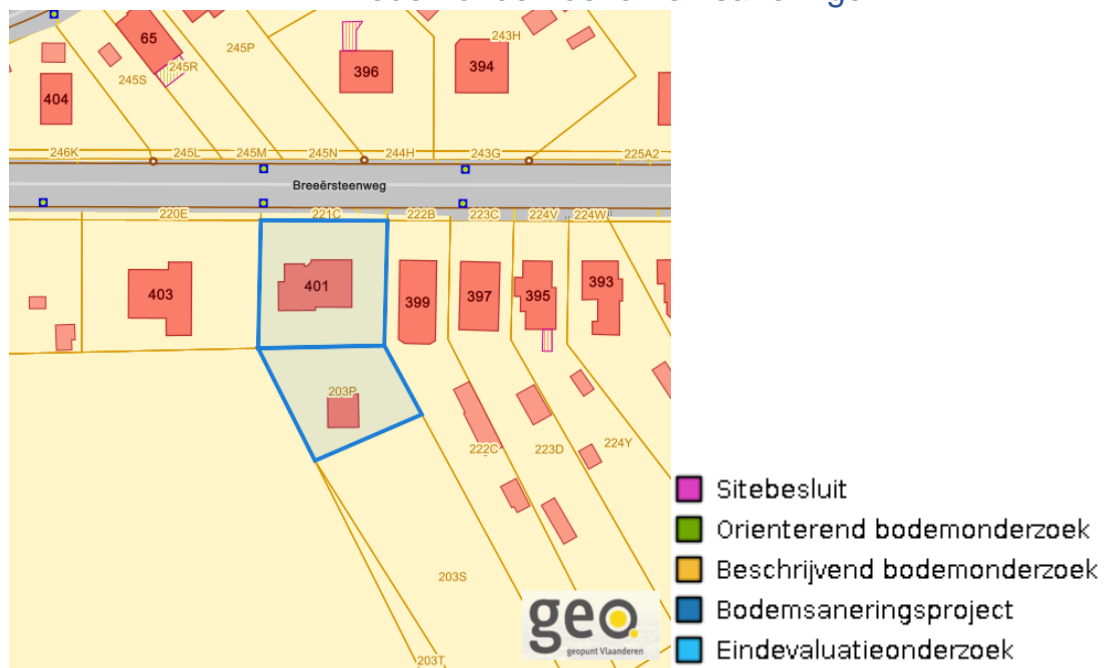 65
245P
243H
245R
245S
396
394
404
246K
245L
245M
245N
244H
243G
225A2
Breeërsteenweg
220E
221C
222B
223C
224V
224W
403
401
399
397
395
393
203P
222C
223D
224Y
203S
203T
geo.
geopunt Vlaanderen
Sitebesluit
Orienterend bodemonderzoek
Beschrijvend bodemonderzoek
Bodemsaneringsproject
Eindevaluatieonderzoek